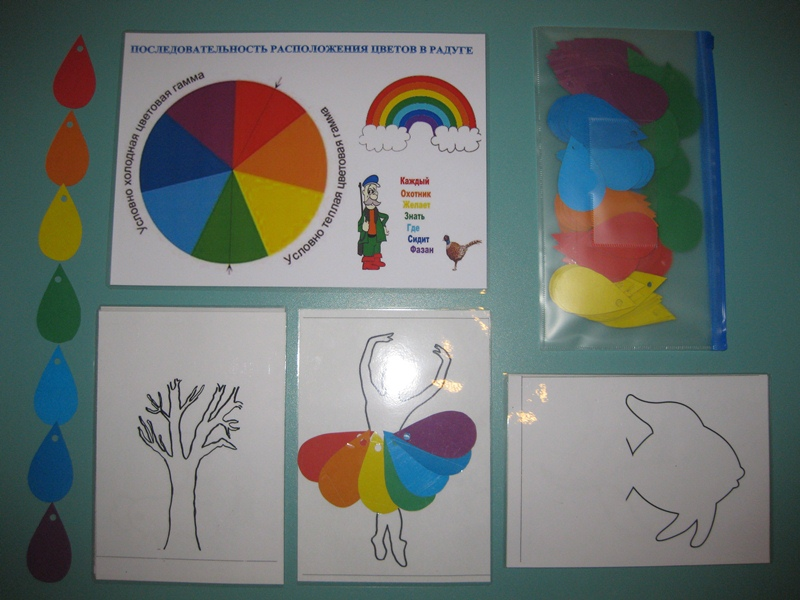 ПОСЛЕДОВАТЕЛЬНОСТЬ РАСПОЛОЖЕНИЯ ЦВЕТОВ В РАДУГЕ
Условно холодная цветовая гамма
Условно теплая цветовая гамма
Каждый
Охотник
Желает
Знать
Где
Сидит
Фазан